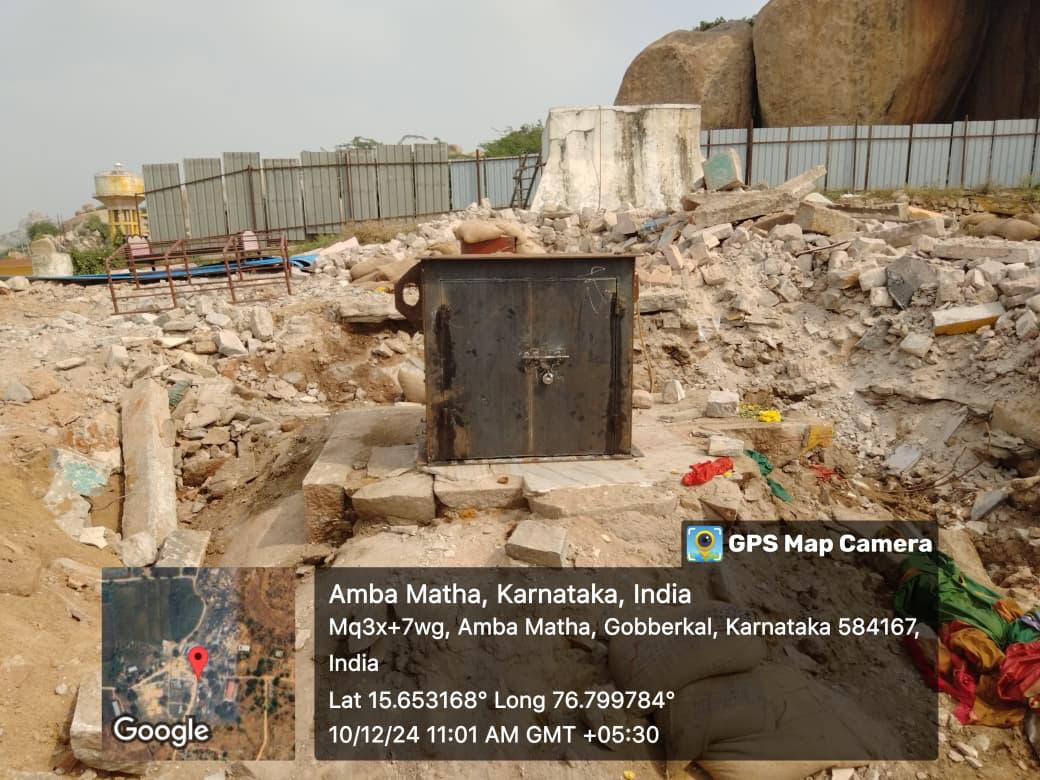 GPS Map Camera
Amba Matha, Karnataka, India
Mq3x+7wg, Amba Matha, Gobberkal, Karnataka 584167,
India
Lat 15.653168° Long 76.799784°
10/12/24 11:01 AM GMT +05:30
Google